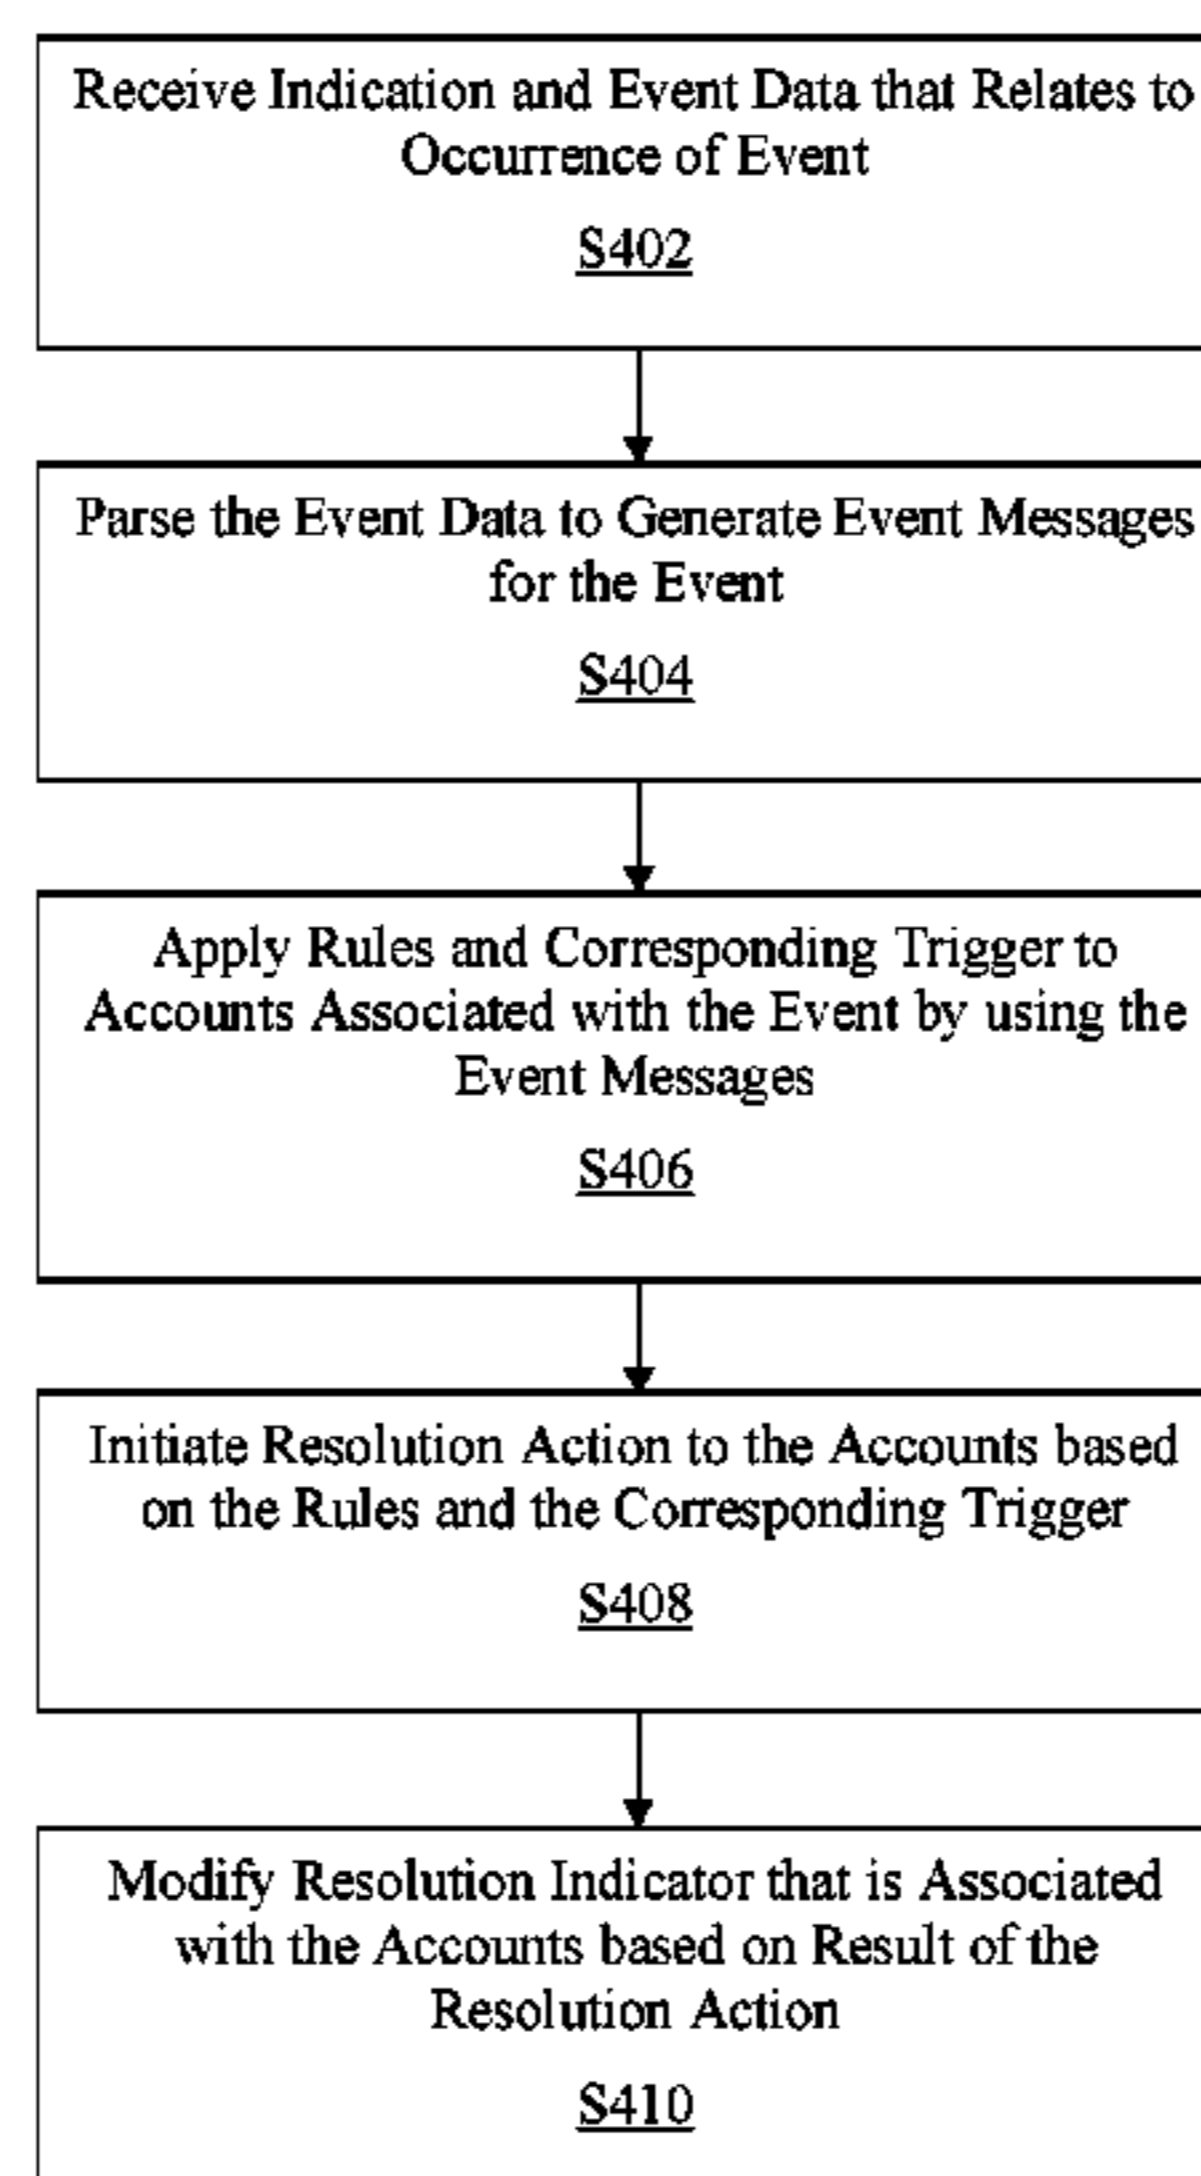 Receive Indication and Event Data that Relates to
Occurrence of Event
S402
Parse the Event Data to Generate Event Messages
for the Event
S404
Apply Rules and Corresponding Trigger to
Accounts Associated with the Event by using the
Event Messages
S406
Initiate Resolution Action to the Accounts based
on the Rules and the Corresponding Trigger
S408
Modify Resolution Indicator that is Associated
with the Accounts based on Result of the
Resolution Action
S410